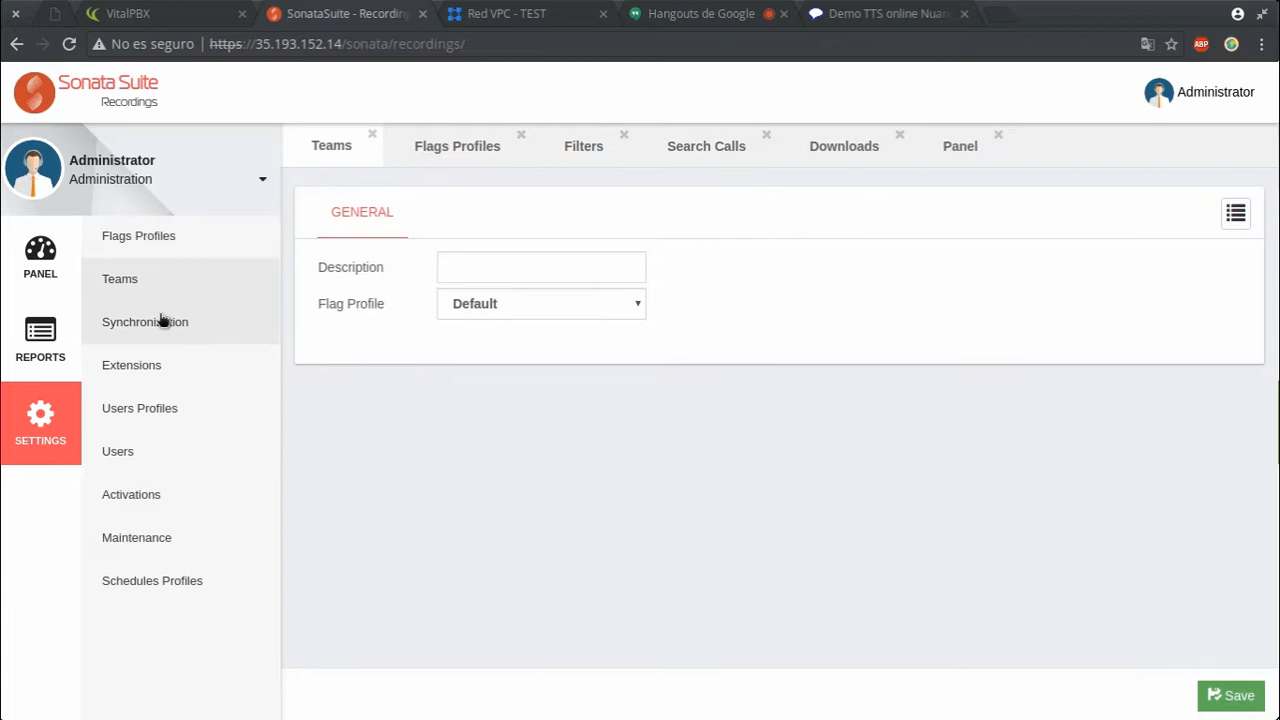 VitalPBX
SonataSuite - Recordin
Red VPC - TEST
Hangouts de Google
Demo TTS online Nuan
No es seguro | https://35.193.152.14/sonata/recordings/
ABP
Sonata Suite
Recordings
Administrator
Administrator
Administration
Teams
Flags Profiles
Filters
Search Calls
Downloads
Panel
PANEL
REPORTS
SETTINGS
Flags Profiles
Teams
Synchronization
Extensions
Users Profiles
Users
Activations
Maintenance
Schedules Profiles
GENERAL
Description
Flag Profile
Default
Save